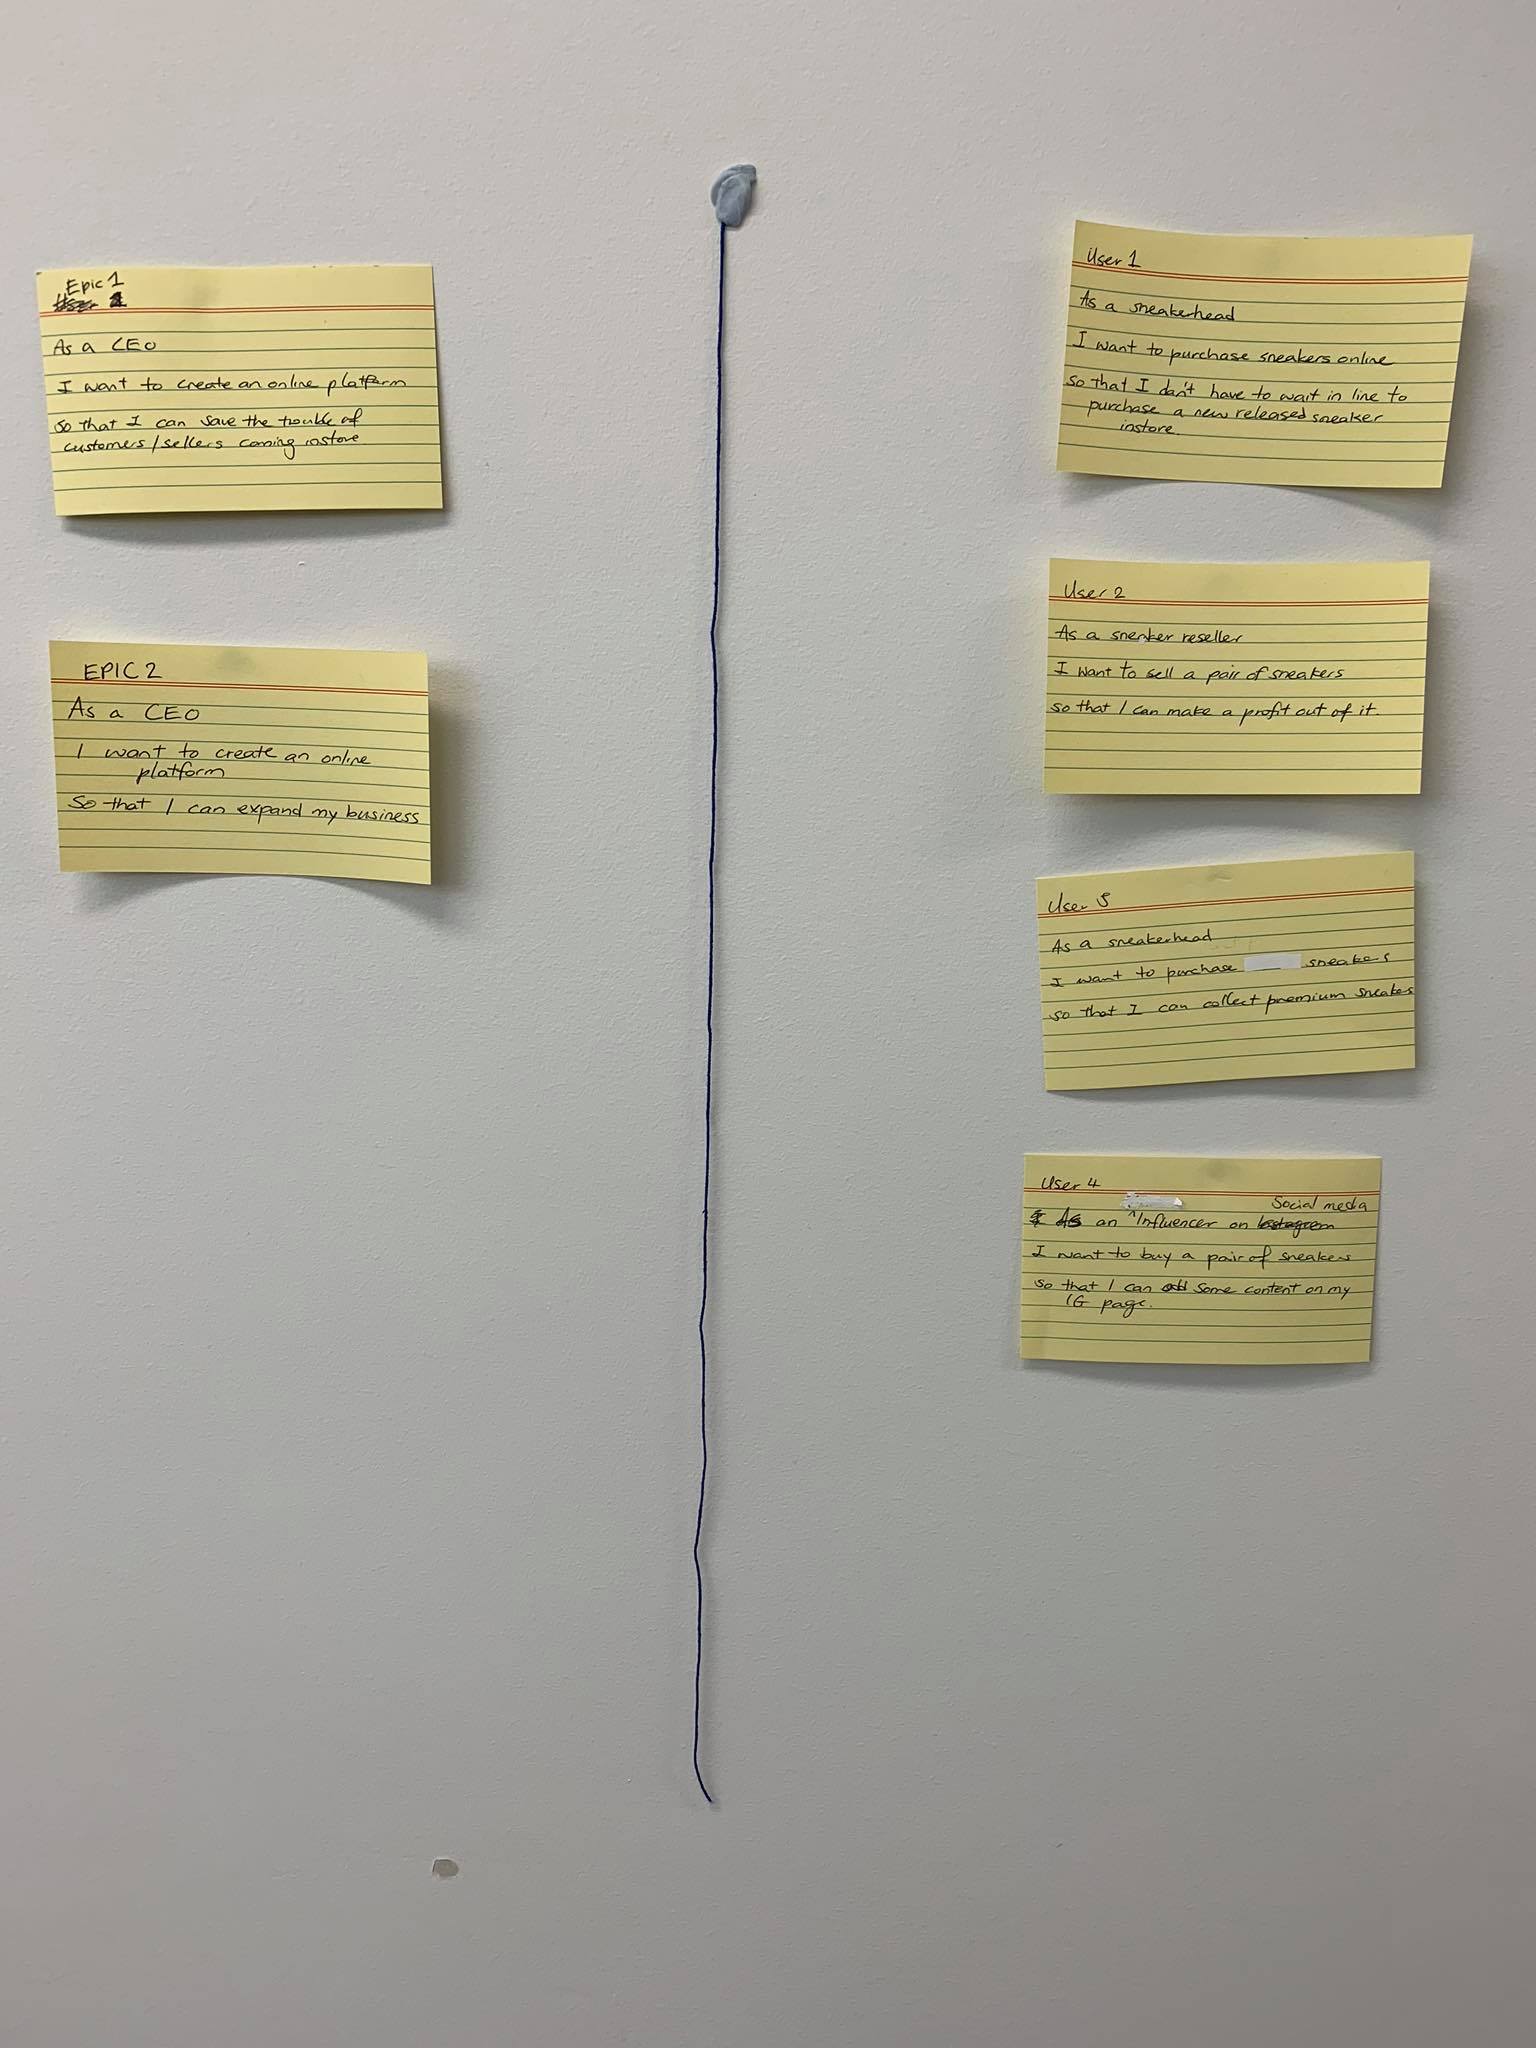 Epic 1
As a CEO
I want to create an online platform
so that I can save the trouble of
customers/sellers coming instore
EPIC 2
As a CEO
I want to create an online
platform
So that I can expand my business
User 1
As a sneakerhead
I want to purchase sneakers online
so that I don't have to wait in line to
purchase a new released sneaker
instore.
User 2
As a sneaker reseller
I want to sell a pair of sneakers
so that I can make a profit out of it.
User
As a sneakerhead
I want to purchase sneakers
so that I can collect premium sneakers
User 4
Social media
As an ^Influencer on Instagram
I want to buy a pair of sneakers
so that I can add some content on my
IG page.